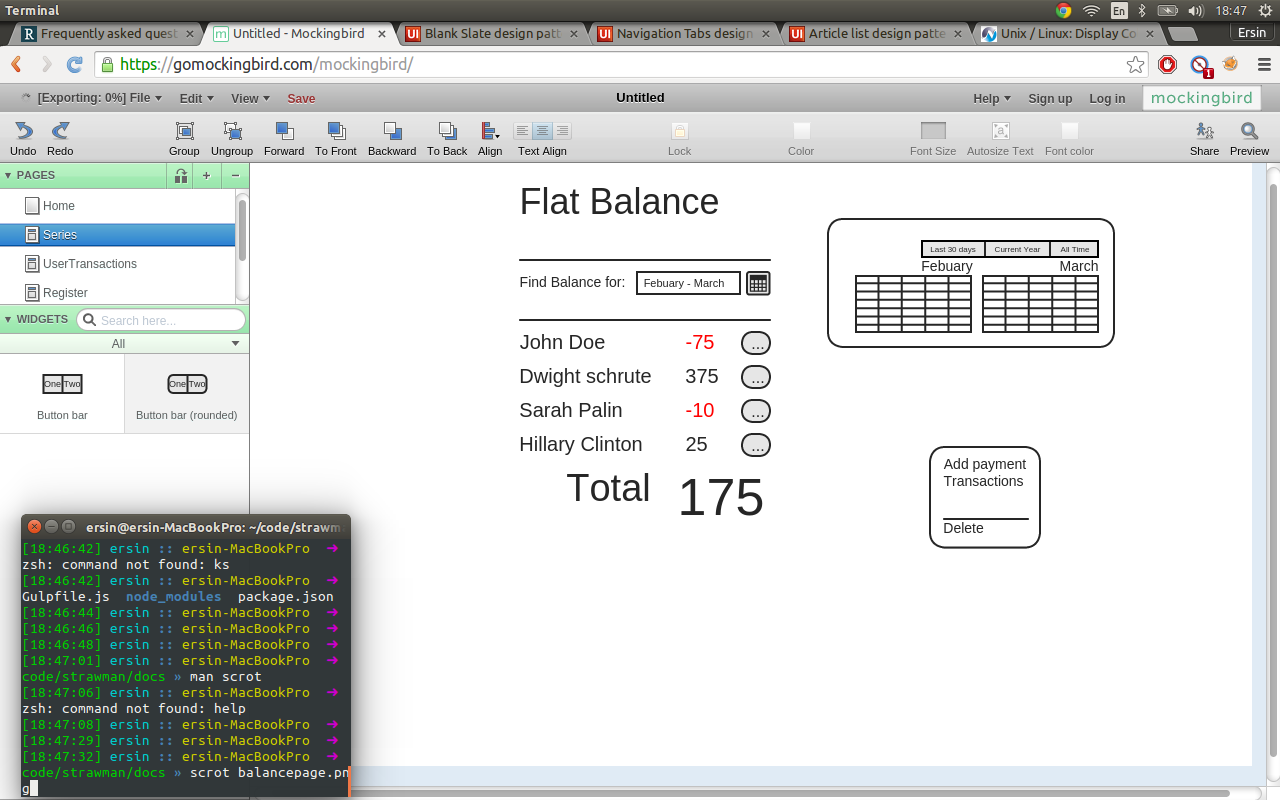 Terminal
En
18:47
Frequently asked quest
Untitled - Mockingbird
Blank Slate design patt
Navigation Tabs design
Article list design patte
Unix / Linux: Display Co
Ersin
https://gomockingbird.com/mockingbird/
1
[Exporting: 0%] File
Edit
View
Save
Untitled
Help
Sign up
Log in
mockingbird
Undo
Redo
Group
Ungroup
Forward
To Front
Backward
To Back
Align
Text Align
Lock
Color
Font Size
Autosize Text
Font color
Share
Preview
PAGES
Home
Series
UserTransactions
Register
WIDGETS
Search here...
All
One Two
Button bar
One Two
Button bar (rounded)
Flat Balance
Find Balance for:
Febuary - March
John Doe -75 ...
Dwight schrute 375 ...
Sarah Palin -10 ...
Hillary Clinton 25 ...
Total 175
Last 30 days Current Year All Time
Febuary March
Add payment
Transactions
Delete
ersin@ersin-MacBookPro: ~/code/strawm
[18:46:42] ersin :: ersin-MacBookPro ➜
zsh: command not found: ks
[18:46:42] ersin :: ersin-MacBookPro ➜
Gulpfile.js node_modules package.json
[18:46:44] ersin :: ersin-MacBookPro ➜
[18:46:46] ersin :: ersin-MacBookPro ➜
[18:46:48] ersin :: ersin-MacBookPro ➜
[18:47:01] ersin :: ersin-MacBookPro ➜
code/strawman/docs » man scrot
[18:47:06] ersin :: ersin-MacBookPro ➜
zsh: command not found: help
[18:47:08] ersin :: ersin-MacBookPro ➜
[18:47:29] ersin :: ersin-MacBookPro ➜
[18:47:32] ersin :: ersin-MacBookPro ➜
code/strawman/docs » scrot balancepage.pn
g